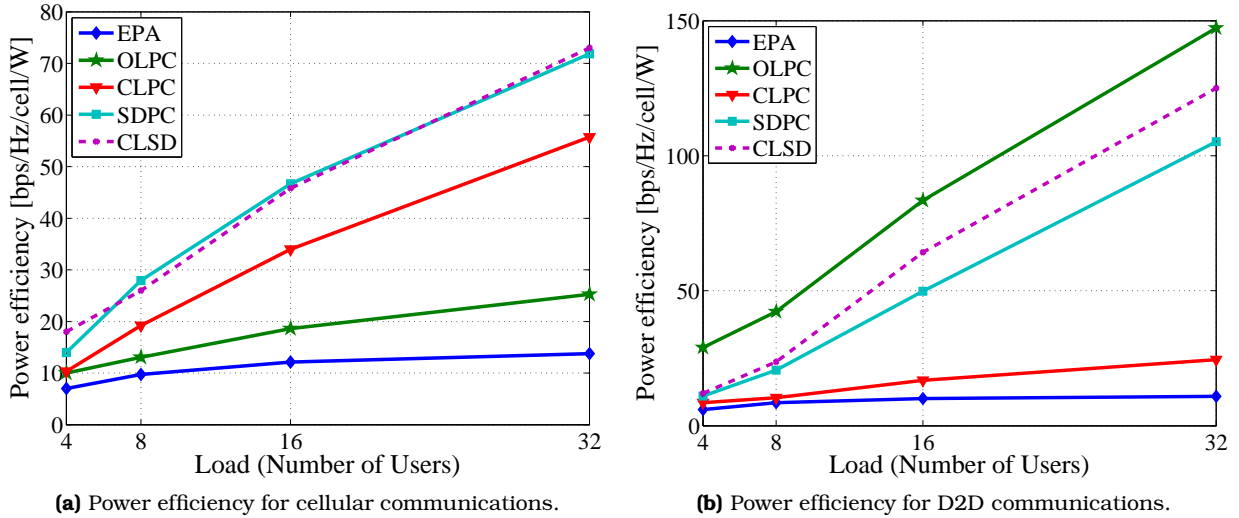 80
70
60
50
40
30
20
10
0
Power efficiency [bps/Hz/cell/W]
EPA
OLPC
CLPC
SDPC
CLSD
4 8 16 32
Load (Number of Users)
(a) Power efficiency for cellular communications.
150
100
50
0
Power efficiency [bps/Hz/cell/W]
EPA
OLPC
CLPC
SDPC
CLSD
4 8 16 32
Load (Number of Users)
(b) Power efficiency for D2D communications.